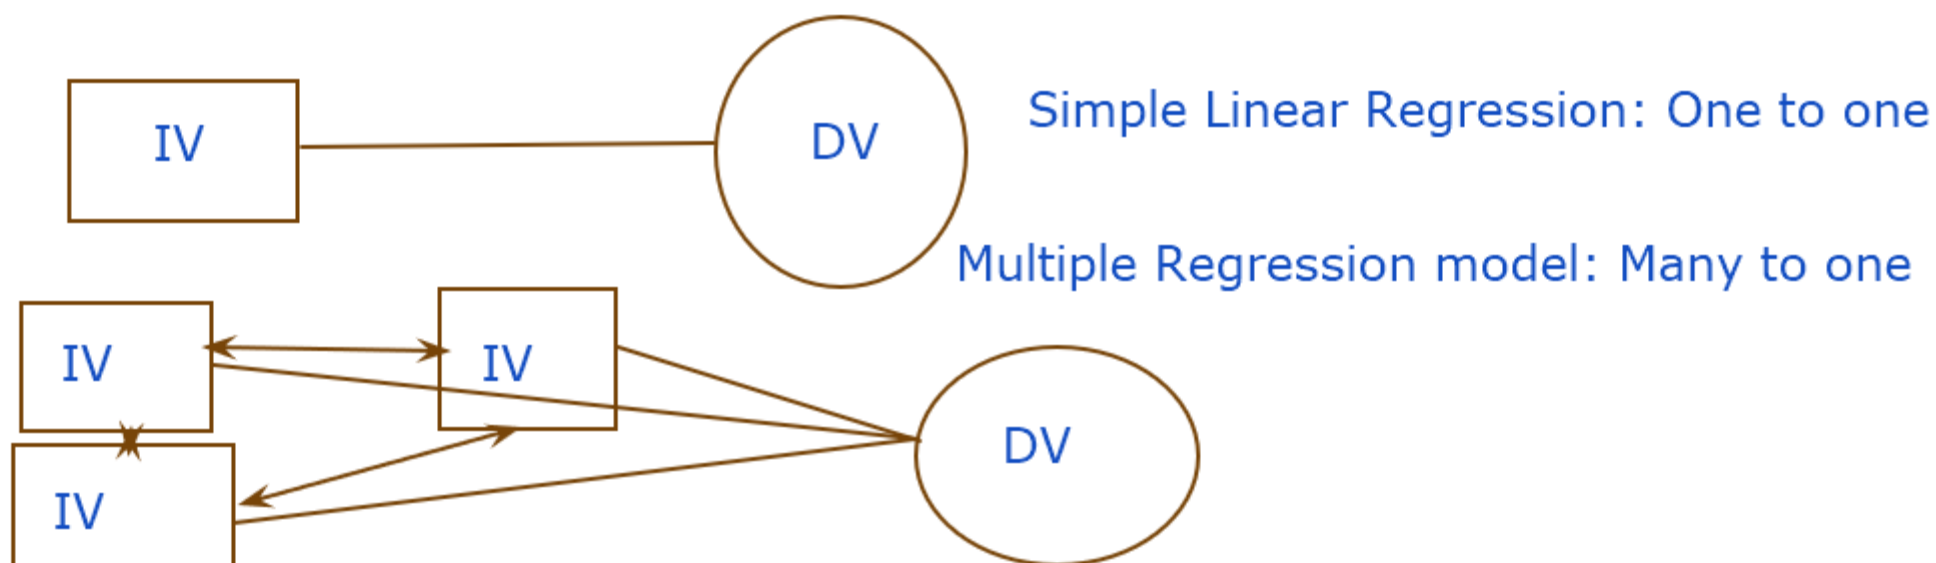 IV
DV
Simple Linear Regression: One to one
Multiple Regression model: Many to one
IV
IV
DV
IV